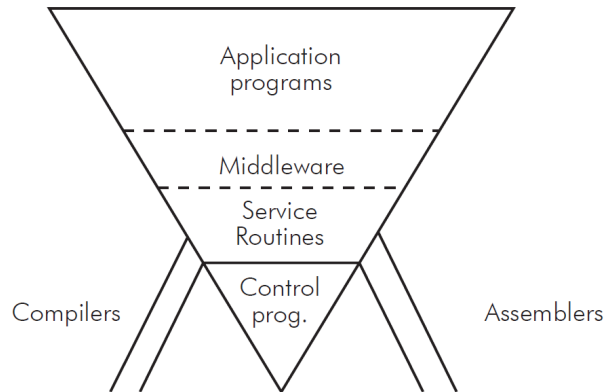 Application
programs
Middleware
Service
Routines
Control
prog.
Compilers
Assemblers